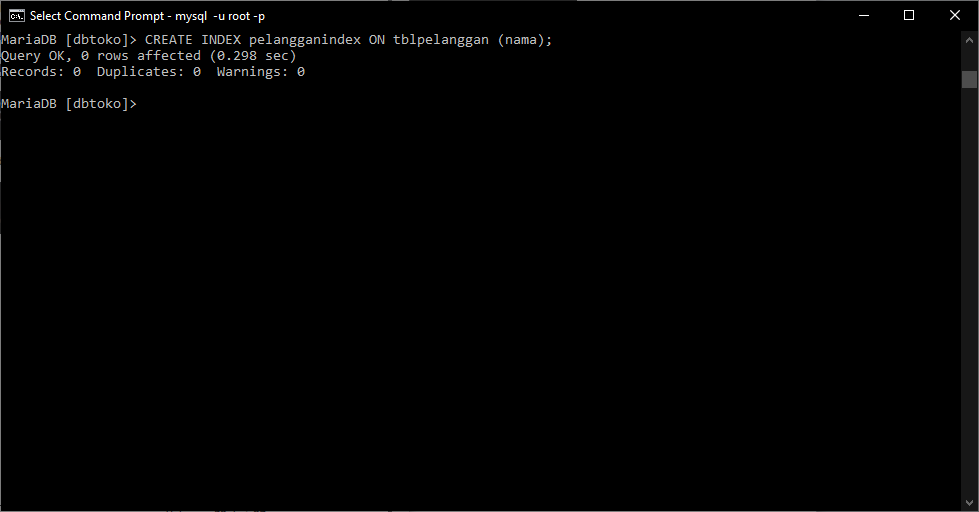 Select Command Prompt - mysql  -u root -p
MariaDB [dbtoko]> CREATE INDEX pelangganindex ON tblpelanggan (nama);
Query OK, 0 rows affected (0.298 sec)
Records: 0  Duplicates: 0  Warnings: 0
MariaDB [dbtoko]>